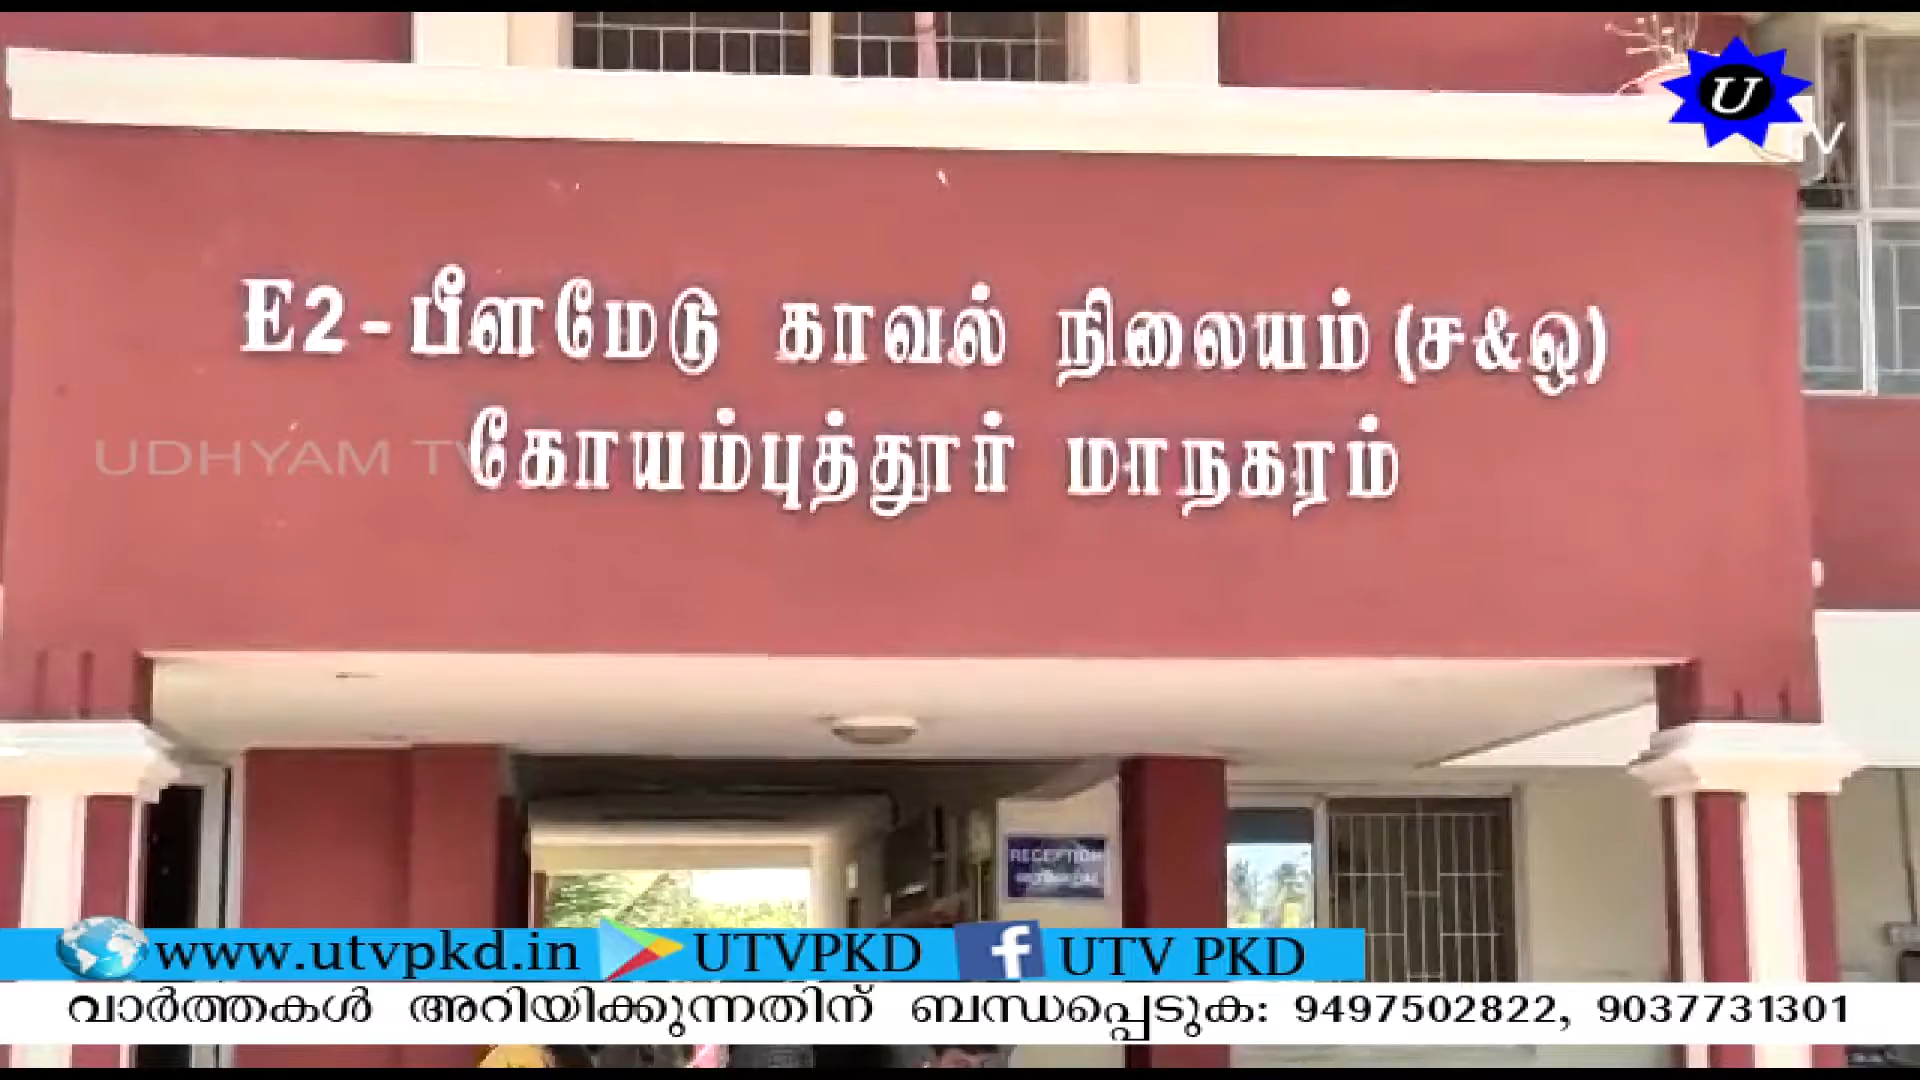 U
TV
E2-பீளமேடு காவல் நிலையம்(ச&ஒ)
கோயம்புத்தூர் மாநகரம்
UDHYAM TV
RECEPTION
www.utvpkd.in UTVPKD UTV PKD
വാർത്തകൾ അറിയിക്കുന്നതിന് ബന്ധപ്പെടുക: 9497502822, 9037731301